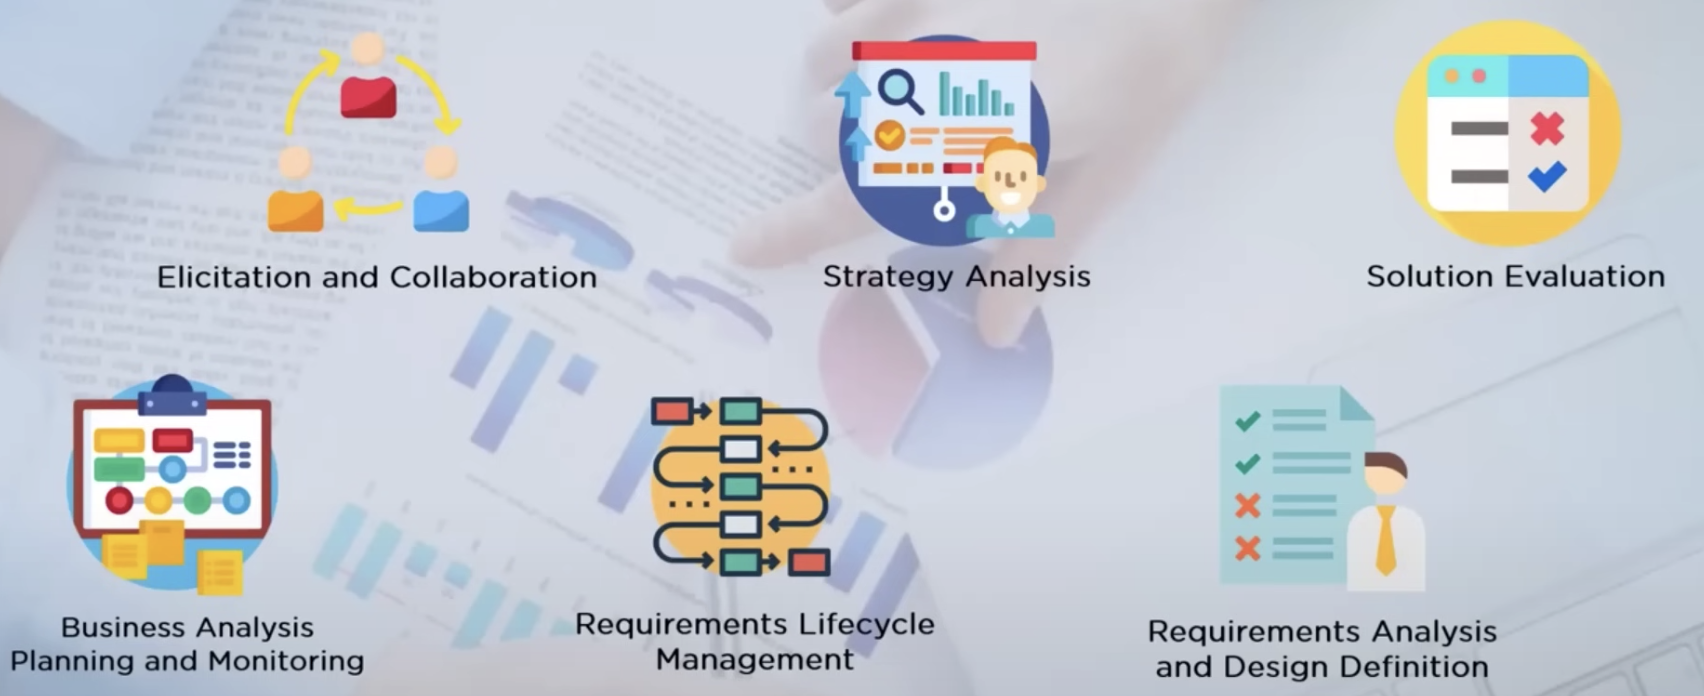 Elicitation and Collaboration
Strategy Analysis
Solution Evaluation
Business Analysis
Planning and Monitoring
Requirements Lifecycle
Management
Requirements Analysis
and Design Definition